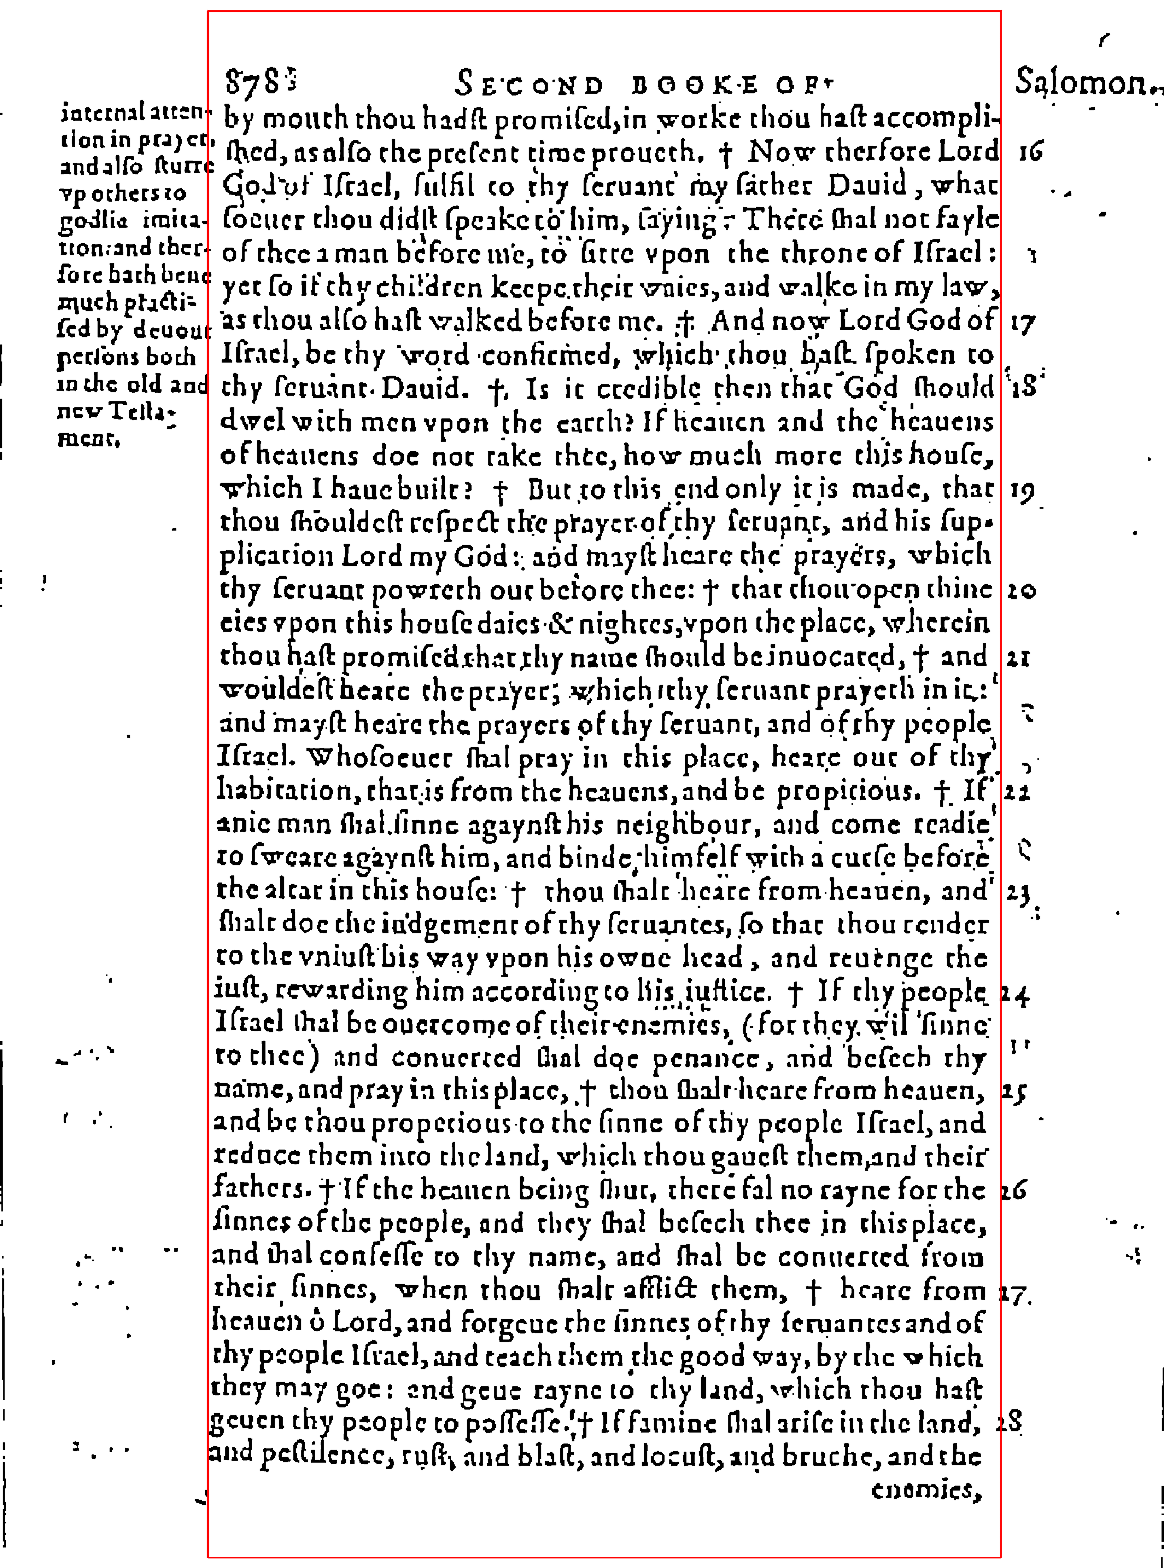 878 SECOND BOOKE OF Salomon.
internal atten-
tion in prayer,
and also sturre
vp others to
godlie imita-
tion: and ther-
fore hath bene
much practi-
sed by deuout
persons both
in the old and
new Testa-
ment.
by mouth thou hadſt promiſed, in worke thou haſt accompli-
ſhed, as alſo the preſent time proueth. † Now therfore Lord 16
God of Iſrael, fulfil to thy ſeruant my father Dauid, what
ſoeuer thou didſt ſpeake to him, ſaying: There ſhal not fayle
of thee a man before me, to ſitte vpon the throne of Iſrael:
yet ſo if thy children keepe their waies, and walke in my law,
as thou alſo haſt walked before me. † And now Lord God of 17
Iſrael, be thy word confirmed, which thou haſt ſpoken to
thy ſeruant Dauid. †. Is it credible then that God ſhould 18
dwel with men vpon the earth? If heauen and the heauens
of heauens doe not take thee, how much more this houſe,
which I haue built? † But to this end only it is made, that 19
thou ſhouldeſt reſpect the prayer of thy ſeruant, and his ſup-
plication Lord my God: and mayſt heare the prayers, which
thy ſeruant powreth out before thee: † that thou open thine 20
eies vpon this houſe daies & nightes, vpon the place, wherein
thou haſt promiſed that thy name ſhould be inuocated, † and 21
wouldeſt heare the prayer, which thy ſeruant prayeth in it:
and mayſt heare the prayers of thy ſeruant, and of thy people
Iſrael. Whoſoeuer ſhal pray in this place, heare out of thy
habitation, that is from the heauens, and be propitious. †. If 22
anie man ſhal ſinne agaynſt his neighbour, and come readie
to ſweare agaynſt him, and binde himſelf with a curſe before
the altar in this houſe: † thou ſhalt heare from heauen, and 23
ſhalt doe the iudgement of thy ſeruantes, ſo that thou render
to the vniuſt his way vpon his owne head, and reuenge the
iuſt, rewarding him according to his iuſtice. † If thy people 24
Iſrael ſhal be ouercome of their enemies, (for they wil ſinne
to thee) and conuerted ſhal doe penance, and beſech thy
name, and pray in this place, † thou ſhalt heare from heauen, 25
and be thou propetious to the ſinne of thy people Iſrael, and
reduce them into the land, which thou gaueſt them, and their
fathers. † If the heauen being ſhut, there fal no rayne for the 26
ſinnes of the people, and they ſhal beſech thee in this place,
and ſhal confeſſe to thy name, and ſhal be conuerted from
their ſinnes, when thou ſhalt afflict them, † heare from 27.
heauen ô Lord, and forgeue the ſinnes of thy ſeruantes and of
thy people Iſrael, and teach them the good way, by the which
they may goe: and geue rayne to thy land, which thou haſt
geuen thy people to poſſeſſe. † If famine ſhal ariſe in the land, 28
and peſtilence, ruſt, and blaſt, and locuſt, and bruche, and the
enemies,